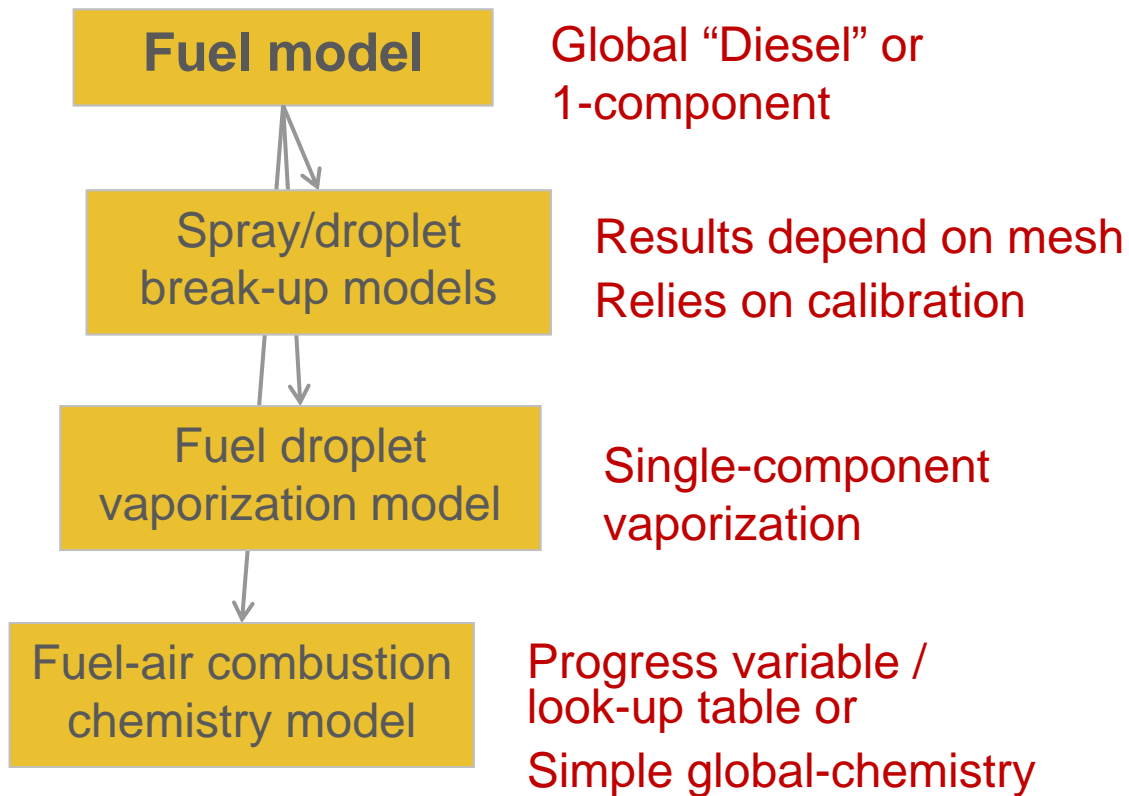 Fuel model
Global “Diesel” or
1-component
Spray/droplet
break-up models
Results depend on mesh
Relies on calibration
Fuel droplet
vaporization model
Single-component
vaporization
Fuel-air combustion
chemistry model
Progress variable /
look-up table or
Simple global-chemistry